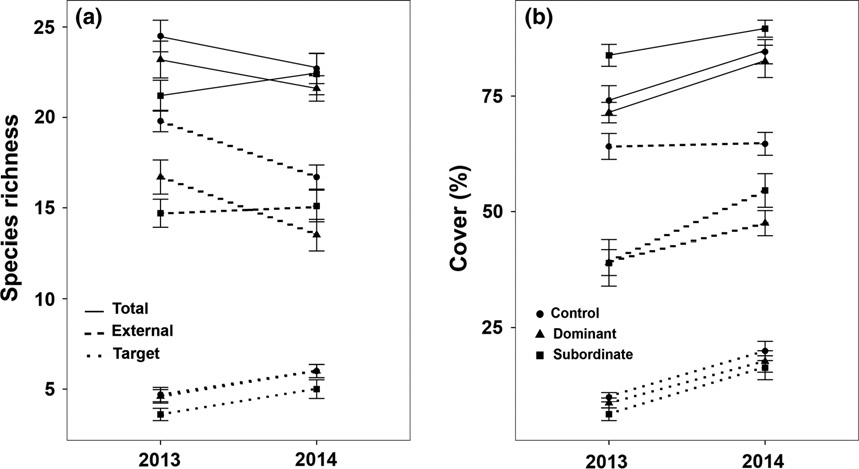 (a)
Species richness
25
20
15
10
5
Total
External
Target
2013 2014
(b)
Cover (%)
75
50
25
Control
Dominant
Subordinate
2013 2014